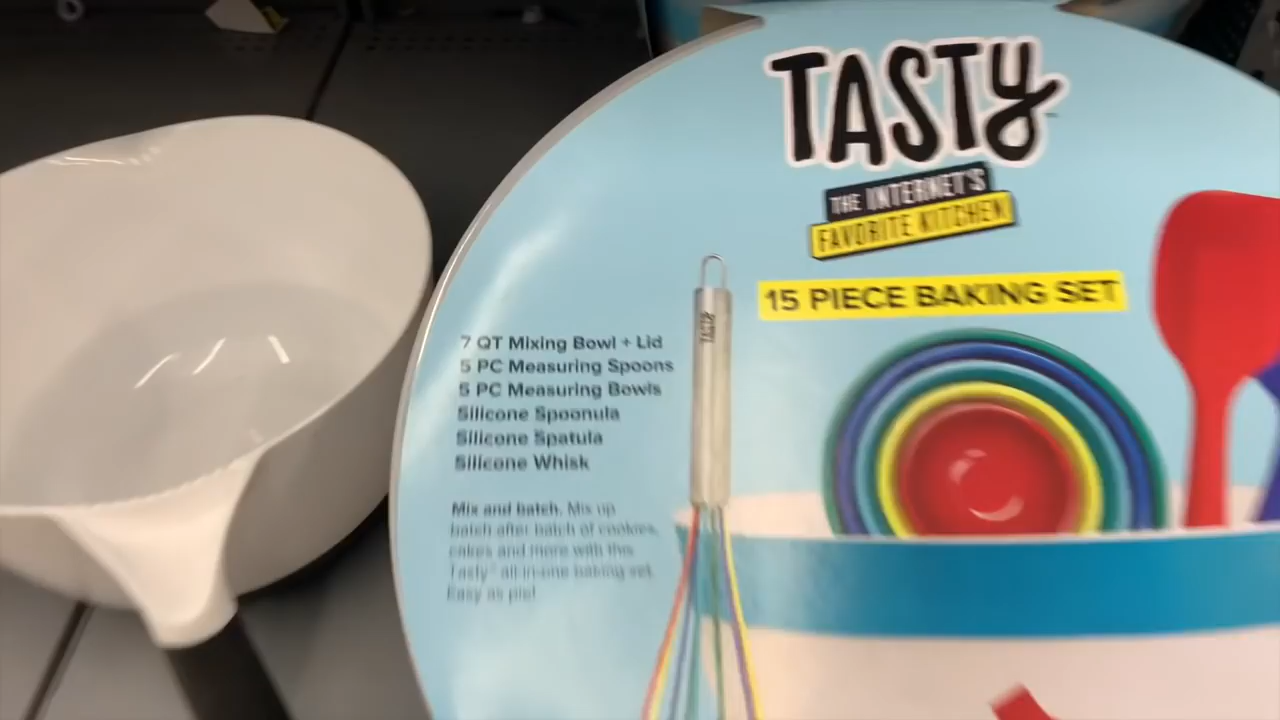 TASTY
THE INTERNET'S
FAVORITE KITCHEN
15 PIECE BAKING SET
TASTY
7 QT Mixing Bowl + Lid
5 PC Measuring Spoons
5 PC Measuring Bowls
Silicone Spoonula
Silicone Spatula
Silicone Whisk
Mix and batch. Mix up
batch after batch of cookies,
cakes and more with this
Tasty™ all-in-one baking set.
Easy as pie!